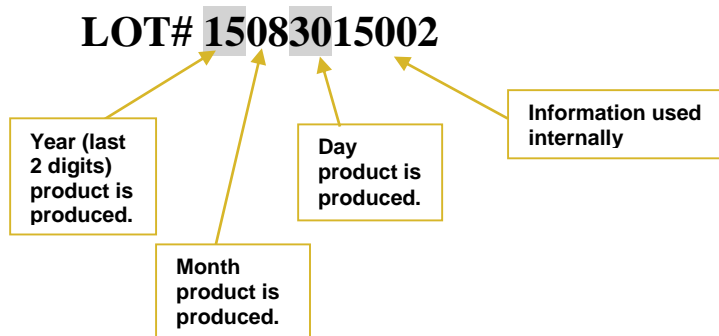 LOT# 15083015002
Year (last
2 digits)
product is
produced.
Month
product is
produced.
Day
product is
produced.
Information used
internally